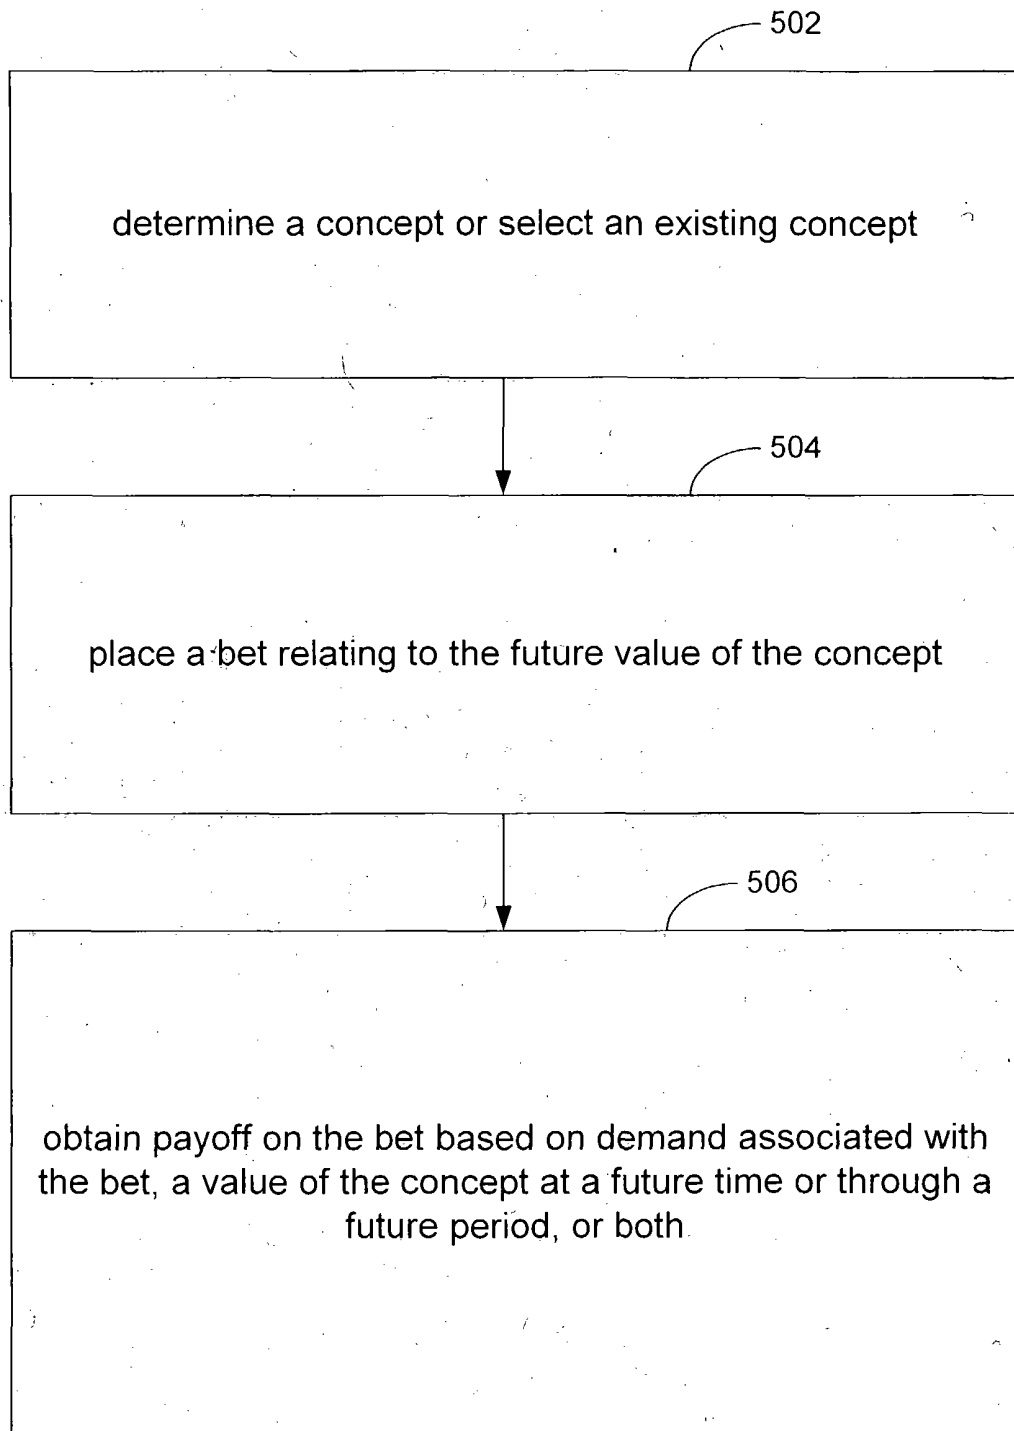 502
determine a concept or select an existing concept
504
place a bet relating to the future value of the concept
506
obtain payoff on the bet based on demand associated with
the bet, a value of the concept at a future time or through a
future period, or both